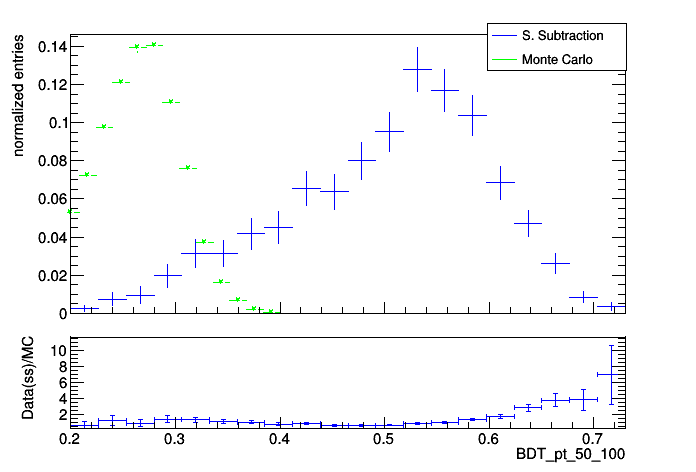 S. Subtraction
Monte Carlo
normalized entries
0.14
0.12
0.1
0.08
0.06
0.04
0.02
0
Data(ss)/MC
10
8
6
4
2
0.2 0.3 0.4 0.5 0.6 0.7
BDT_pt_50_100